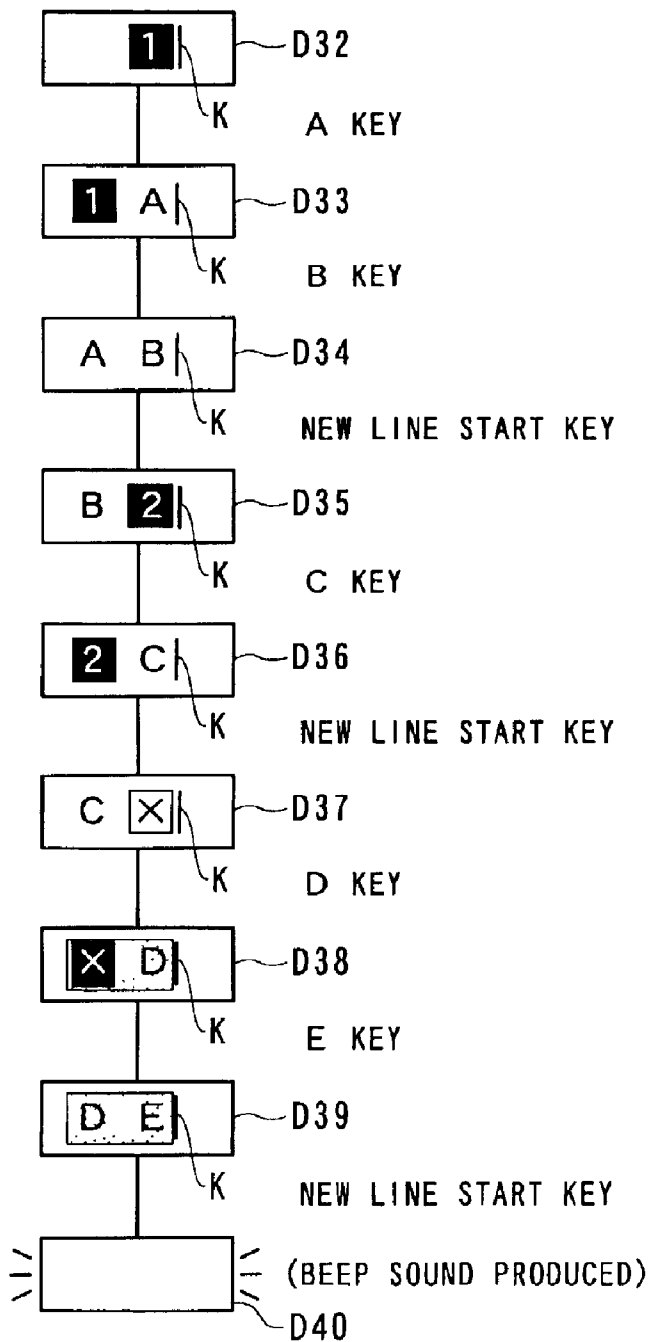 1 D32
K A KEY
1 A D33
K B KEY
A B D34
K NEW LINE START KEY
B 2 D35
K C KEY
2 C D36
K NEW LINE START KEY
C X D37
K D KEY
X D D38
K E KEY
D E D39
K NEW LINE START KEY
(BEEP SOUND PRODUCED)
D40